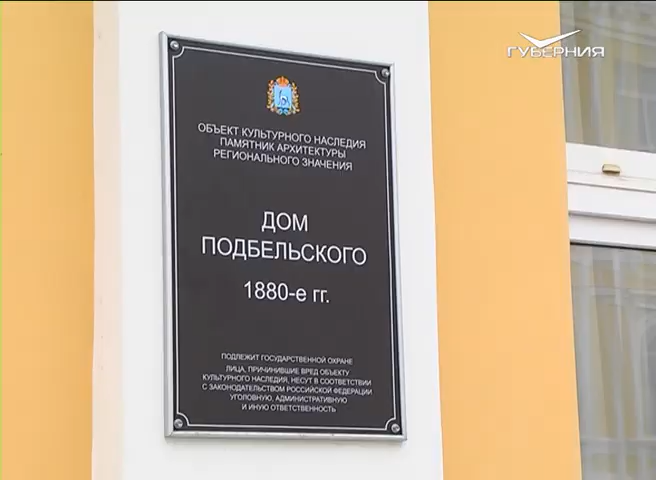 ГУБЕРНИЯ
ОБЪЕКТ КУЛЬТУРНОГО НАСЛЕДИЯ
ПАМЯТНИК АРХИТЕКТУРЫ
РЕГИОНАЛЬНОГО ЗНАЧЕНИЯ
ДОМ
ПОДБЕЛЬСКОГО
1880-е гг.
ПОДЛЕЖИТ ГОСУДАРСТВЕННОЙ ОХРАНЕ
ЛИЦА, ПРИЧИНИВШИЕ ВРЕД ОБЪЕКТУ
КУЛЬТУРНОГО НАСЛЕДИЯ, НЕСУТ В СООТВЕТСТВИИ
С ЗАКОНОДАТЕЛЬСТВОМ РОССИЙСКОЙ ФЕДЕРАЦИИ
УГОЛОВНУЮ, АДМИНИСТРАТИВНУЮ
И ИНУЮ ОТВЕТСТВЕННОСТЬ